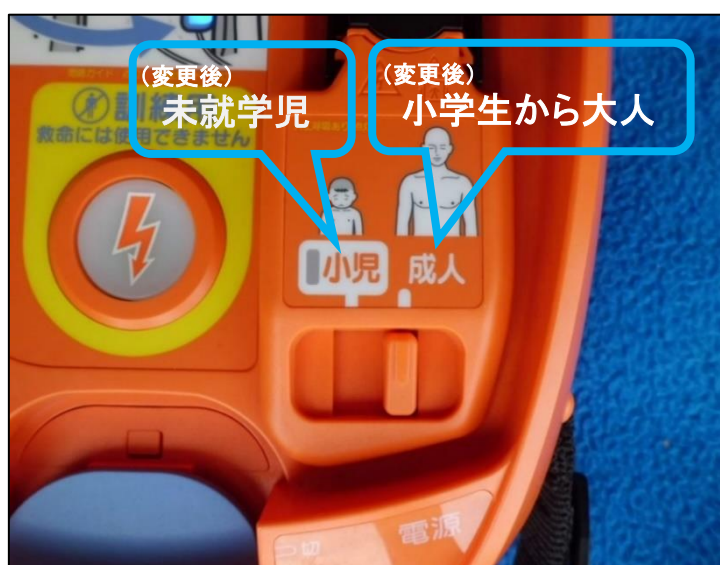 （変更後）
未就学児
（変更後）
小学生から大人
救命には使用できません
小児
成人
電源